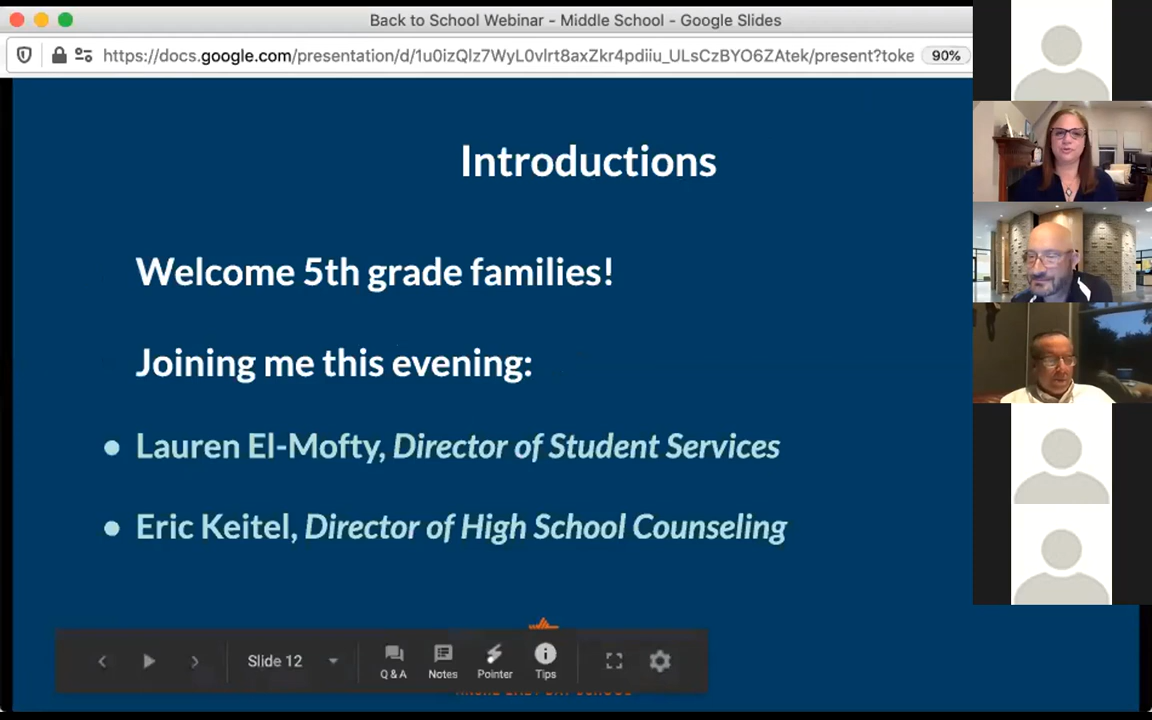 Back to School Webinar - Middle School - Google Slides
https://docs.google.com/presentation/d/1u0izQlz7WyL0vlrt8axZkr4pdiiu_ULsCzBYO6ZAtek/present?toke
90%
Introductions
Welcome 5th grade families!
Joining me this evening:
● Lauren El-Mofty, Director of Student Services
● Eric Keitel, Director of High School Counseling
Slide 12
Q & A
Notes
Pointer
Tips